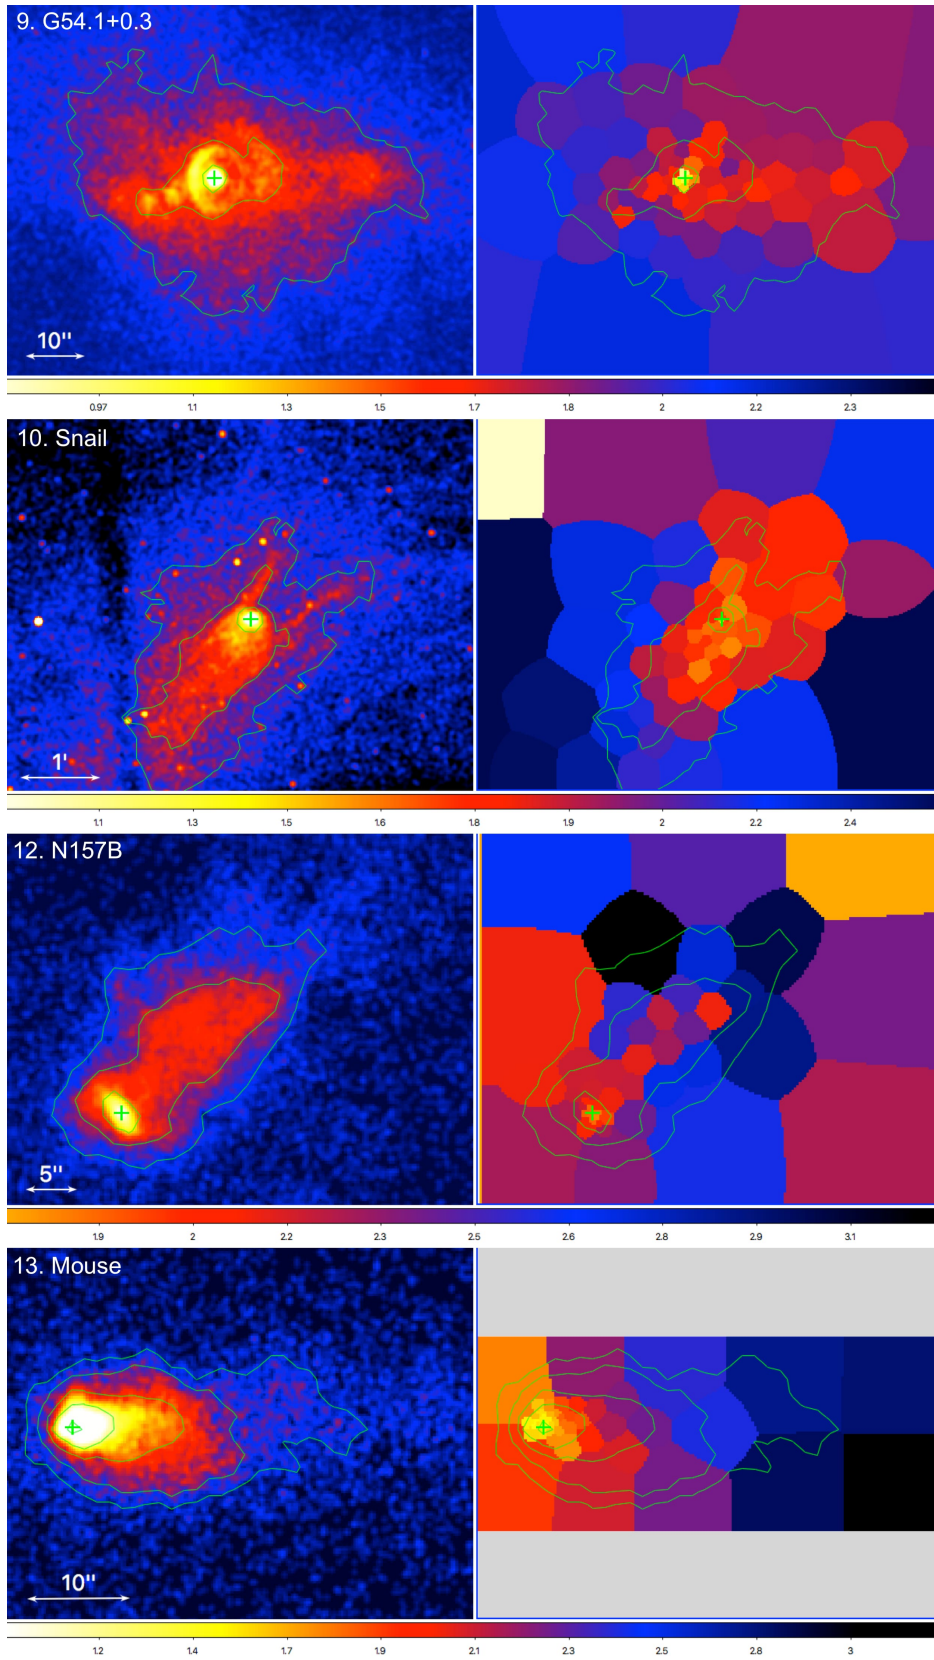 9. G54.1+0.3
10"
0.97 1.1 1.3 1.5 1.7 1.8 2 2.2 2.3
10. Snail
1'
1.1 1.3 1.5 1.6 1.8 1.9 2 2.2 2.4
12. N157B
5"
1.9 2 2.2 2.3 2.5 2.6 2.8 2.9 3.1
13. Mouse
10"
1.2 1.4 1.7 1.9 2.1 2.3 2.5 2.8 3